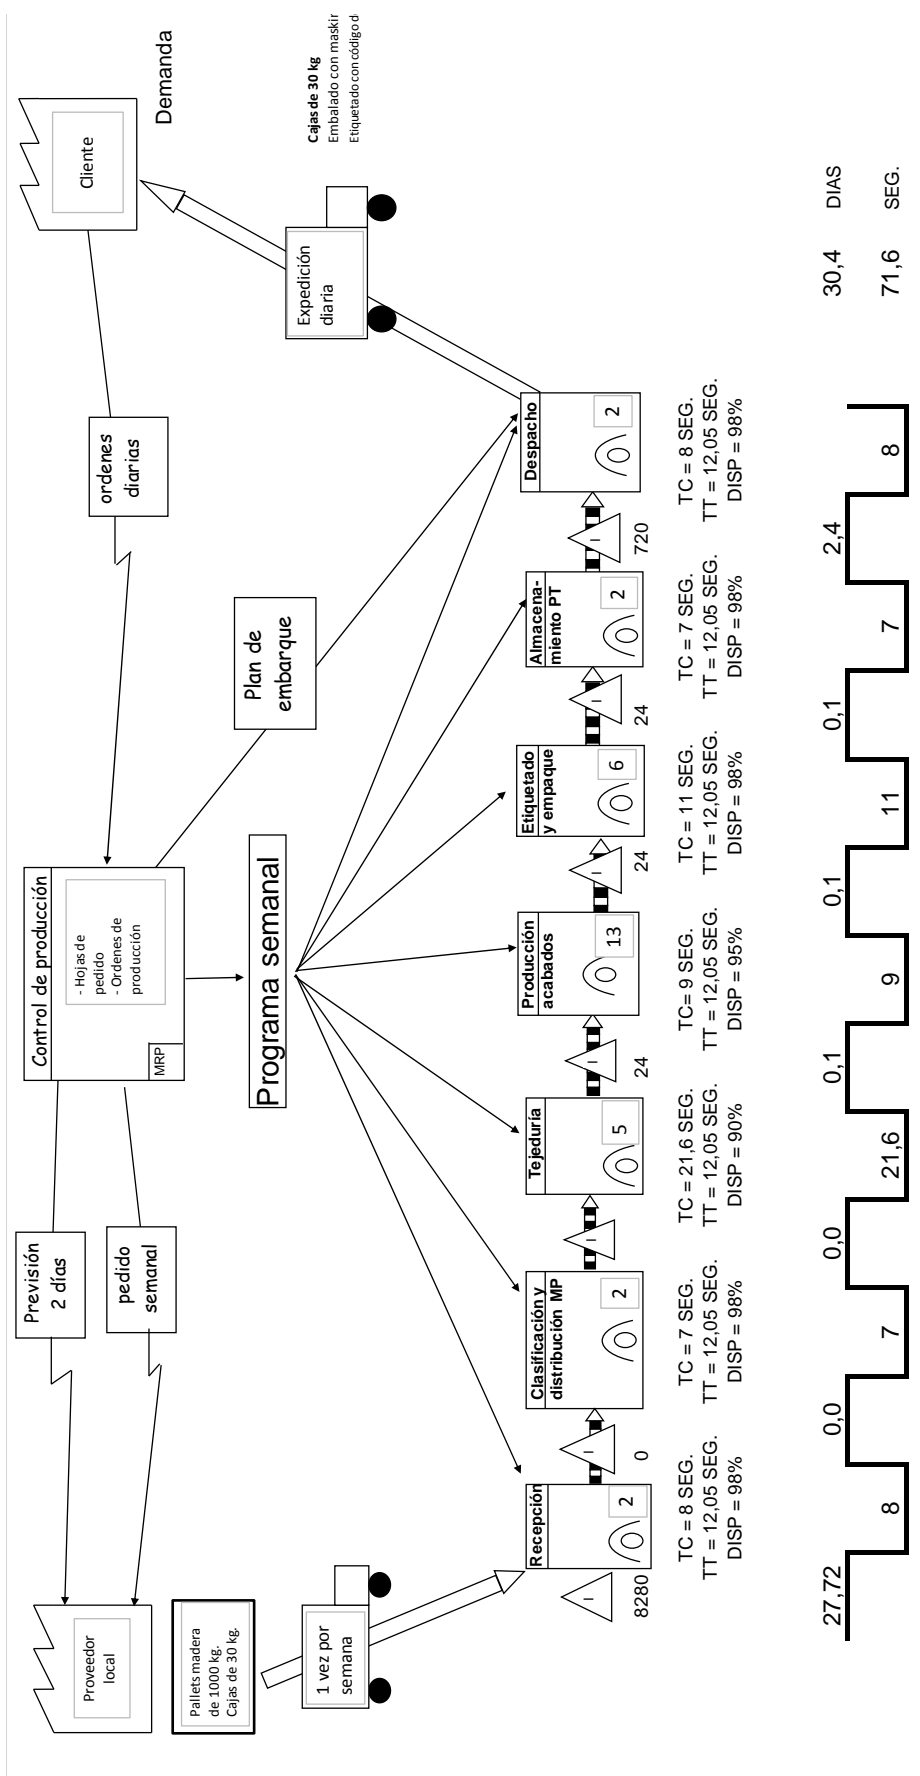 Proveedor
local
Previsión
2 días
pedido
semanal
Control de producción
- Hojas de
pedido
- Ordenes de
producción
MRP
ordenes
diarias
Cliente
Demanda
Pallets madera
de 1000 kg.
Cajas de 30 kg.
1 vez por
semana
Programa semanal
Plan de
embarque
Expedición
diaria
Cajas de 30 kg
Embalado con maskin
Etiquetado con código d
I
8280
Recepción
2
I
0
Clasificación y
distribución MP
2
I
Tejeduría
5
I
24
Producción
acabados
13
I
24
Etiquetado
y empaque
6
I
24
Almacena-
miento PT
2
I
720
Despacho
2
TC = 8 SEG.
TT = 12,05 SEG.
DISP = 98%
TC = 7 SEG.
TT = 12,05 SEG.
DISP = 98%
TC = 21,6 SEG.
TT = 12,05 SEG.
DISP = 90%
TC= 9 SEG.
TT = 12,05 SEG.
DISP = 95%
TC = 11 SEG.
TT = 12,05 SEG.
DISP = 98%
TC = 7 SEG.
TT = 12,05 SEG.
DISP = 98%
TC = 8 SEG.
TT = 12,05 SEG.
DISP = 98%
27,72
0,0
0,0
0,1
0,1
0,1
2,4
30,4 DIAS
8
7
21,6
9
11
7
8
71,6 SEG.